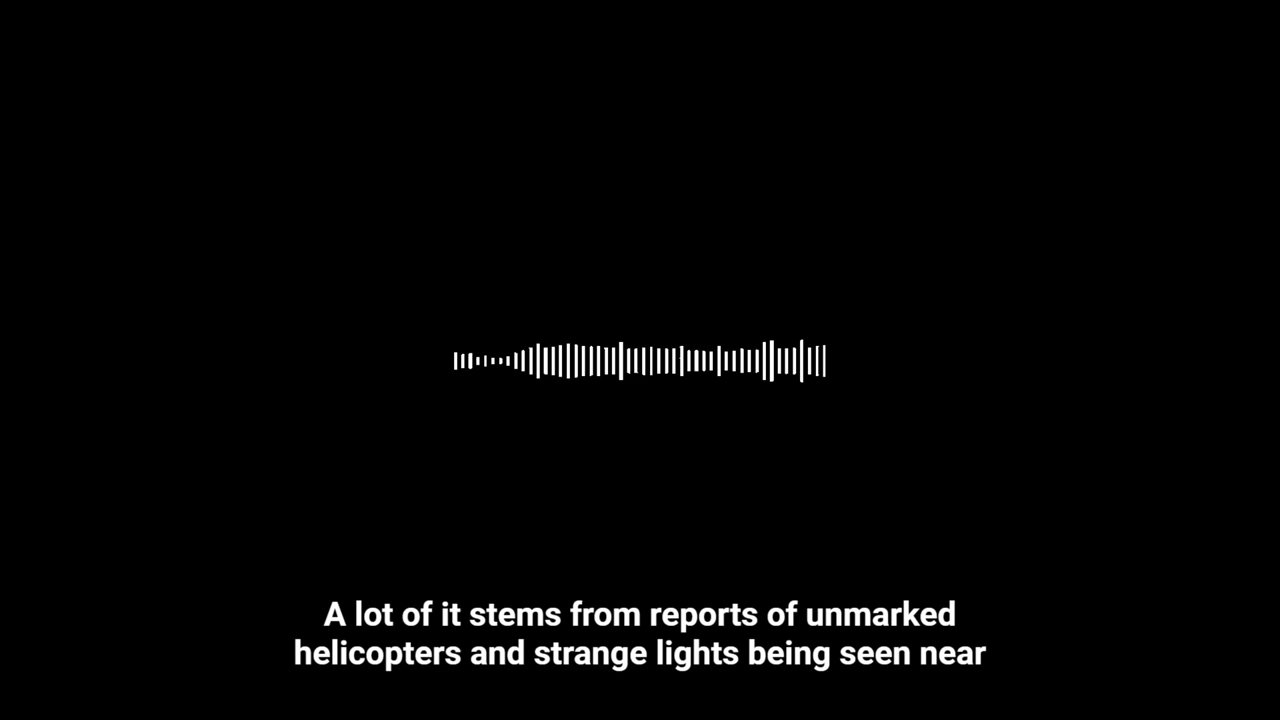 A lot of it stems from reports of unmarked
helicopters and strange lights being seen near